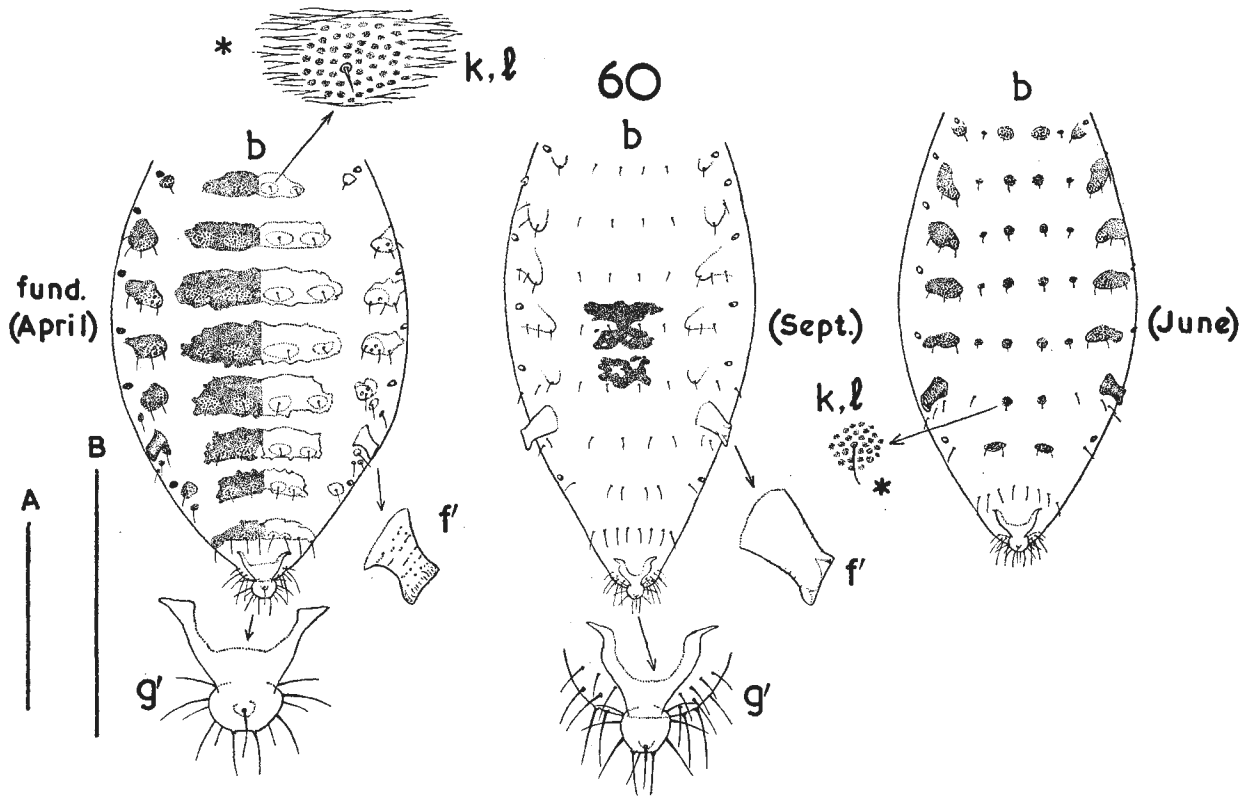 *
k, l
60
b
b
b
fund.
(April)
(Sept.)
(June)
k, l
*
B
A
f'
f'
g'
g'